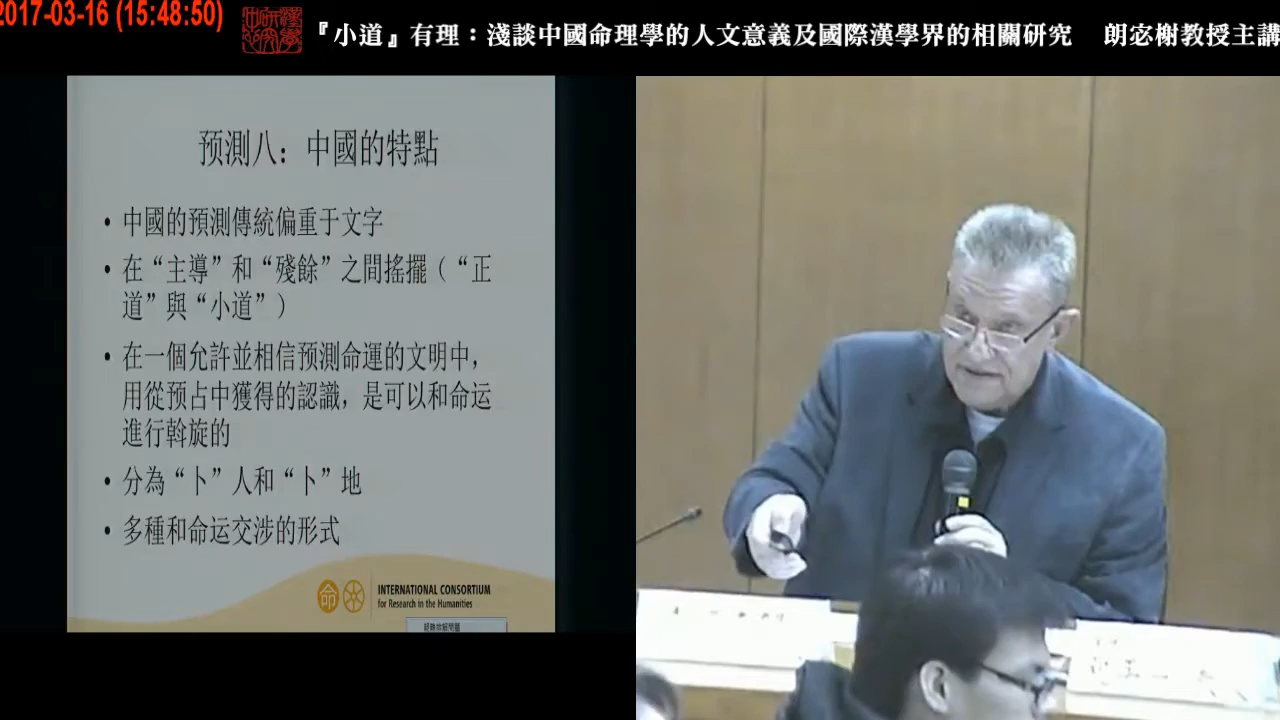 2017-03-16 (15:48:50)
『小道』有理：淺談中國命理學的人文意義及國際漢學界的相關研究 朗宓榭教授主講
预測八：中國的特點
• 中國的預測傳統偏重于文字
• 在“主導”和“殘餘”之間搖擺（“正
道”與“小道”）
• 在一個允許並相信预測命運的文明中，
用從预占中獲得的認識，是可以和命运
進行斡旋的
• 分為“卜”人和“卜”地
• 多種和命运交涉的形式
命
INTERNATIONAL CONSORTIUM
for Research in the Humanities